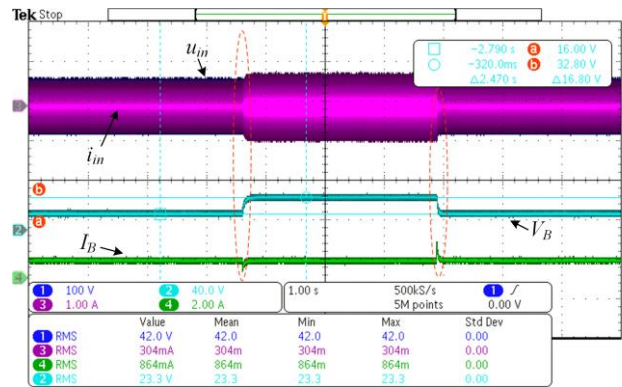 Tek Stop
T
u_in
-2.790 s a 16.00 V
-320.0ms b 32.80 V
Δ2.470 s Δ16.80 V
3
i_in
b
a
2
I_B
V_B
4
1 100 V 2 40.0 V 1.00 s 500kS/s 1 ∫
3 1.00 A 4 2.00 A 5M points 0.00 V
Value Mean Min Max Std Dev
1 RMS 42.0 V 42.0 42.0 42.0 0.00
3 RMS 304mA 304m 304m 304m 0.00
4 RMS 864mA 864m 864m 864m 0.00
2 RMS 23.3 V 23.3 23.3 23.3 0.00